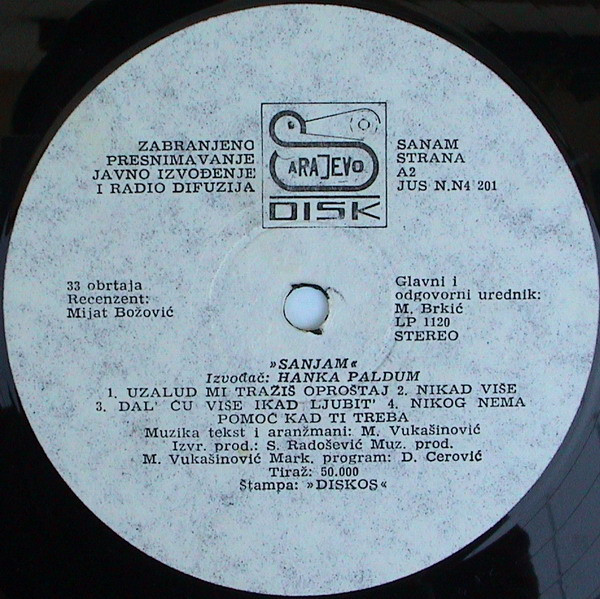 ZABRANJENO
PRESNIMAVANJE
JAVNO IZVOĐENJE
I RADIO DIFUZIJA
SARAJEVO
DISK
SANAM
STRANA
A2
JUS N.N4 201
33 obrtaja
Recenzent:
Mijat Božović
Glavni i
odgovorni urednik:
M. Brkić
LP 1120
STEREO
»SANJAM«
Izvođač: HANKA PALDUM
1. UZALUD MI TRAŽIŠ OPROŠTAJ 2. NIKAD VIŠE
3. DAL' ĆU VIŠE IKAD LJUBIT' 4. NIKOG NEMA
POMOĆ KAD TI TREBA
Muzika tekst i aranžmani: M. Vukašinović
Izvr. prod.: S. Radošević Muz. prod.
M. Vukašinović Mark. program: D. Cerović
Tiraž: 50.000
Štampa: »DISKOS«